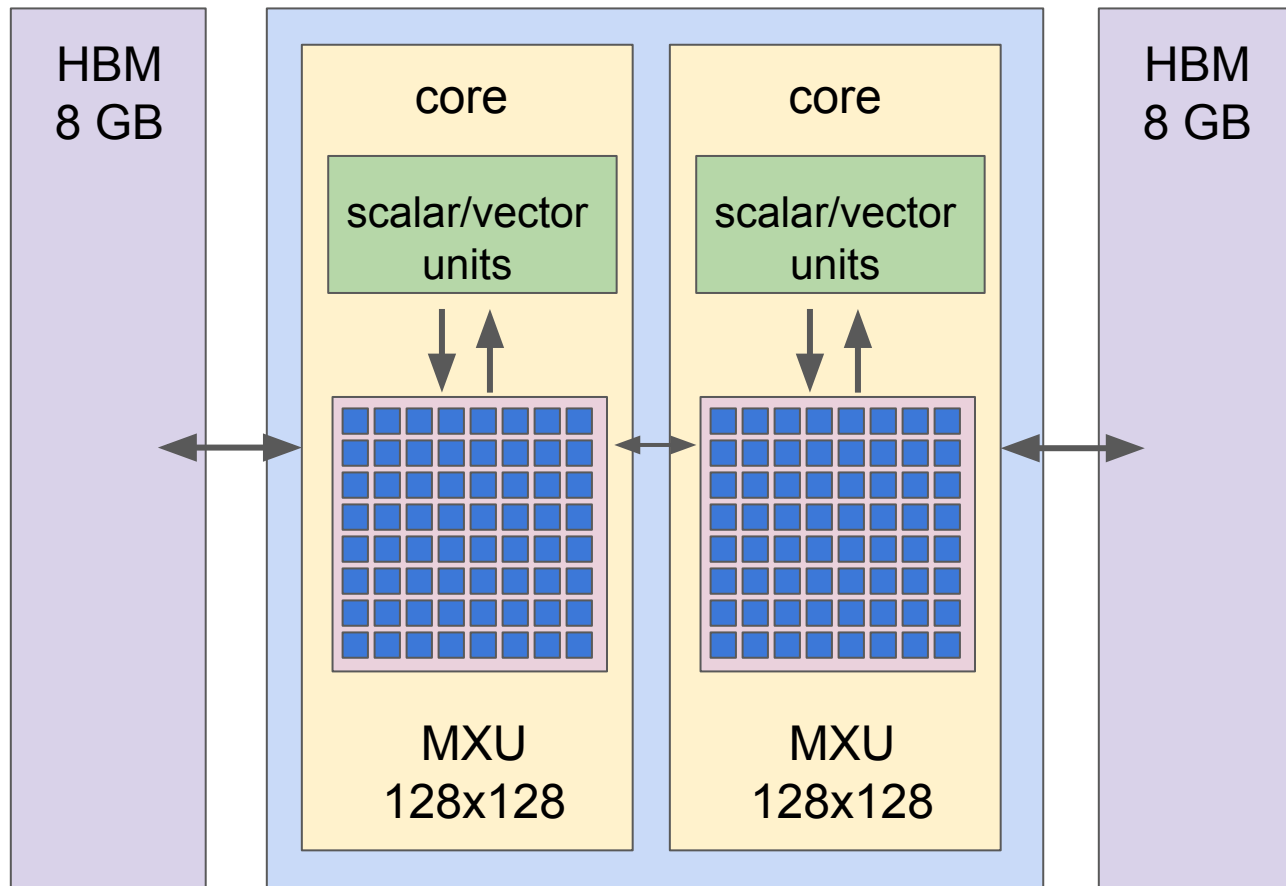 HBM
8 GB
core
scalar/vector
units
MXU
128x128
core
scalar/vector
units
MXU
128x128
HBM
8 GB